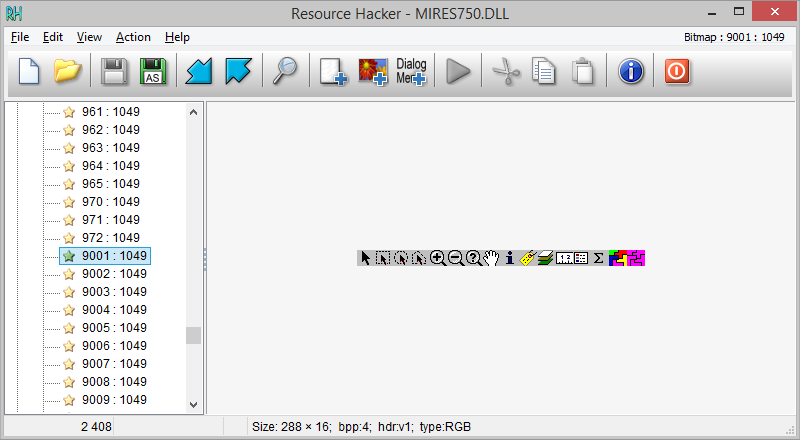 Resource Hacker - MIRES750.DLL
File Edit View Action Help
Bitmap : 9001 : 1049
AS
Dialog
Menu
961 : 1049
962 : 1049
963 : 1049
964 : 1049
965 : 1049
970 : 1049
971 : 1049
972 : 1049
9001 : 1049
9002 : 1049
9003 : 1049
9004 : 1049
9005 : 1049
9006 : 1049
9007 : 1049
9008 : 1049
9009 : 1049
2 408
Size: 288 × 16; bpp:4; hdr:v1; type:RGB